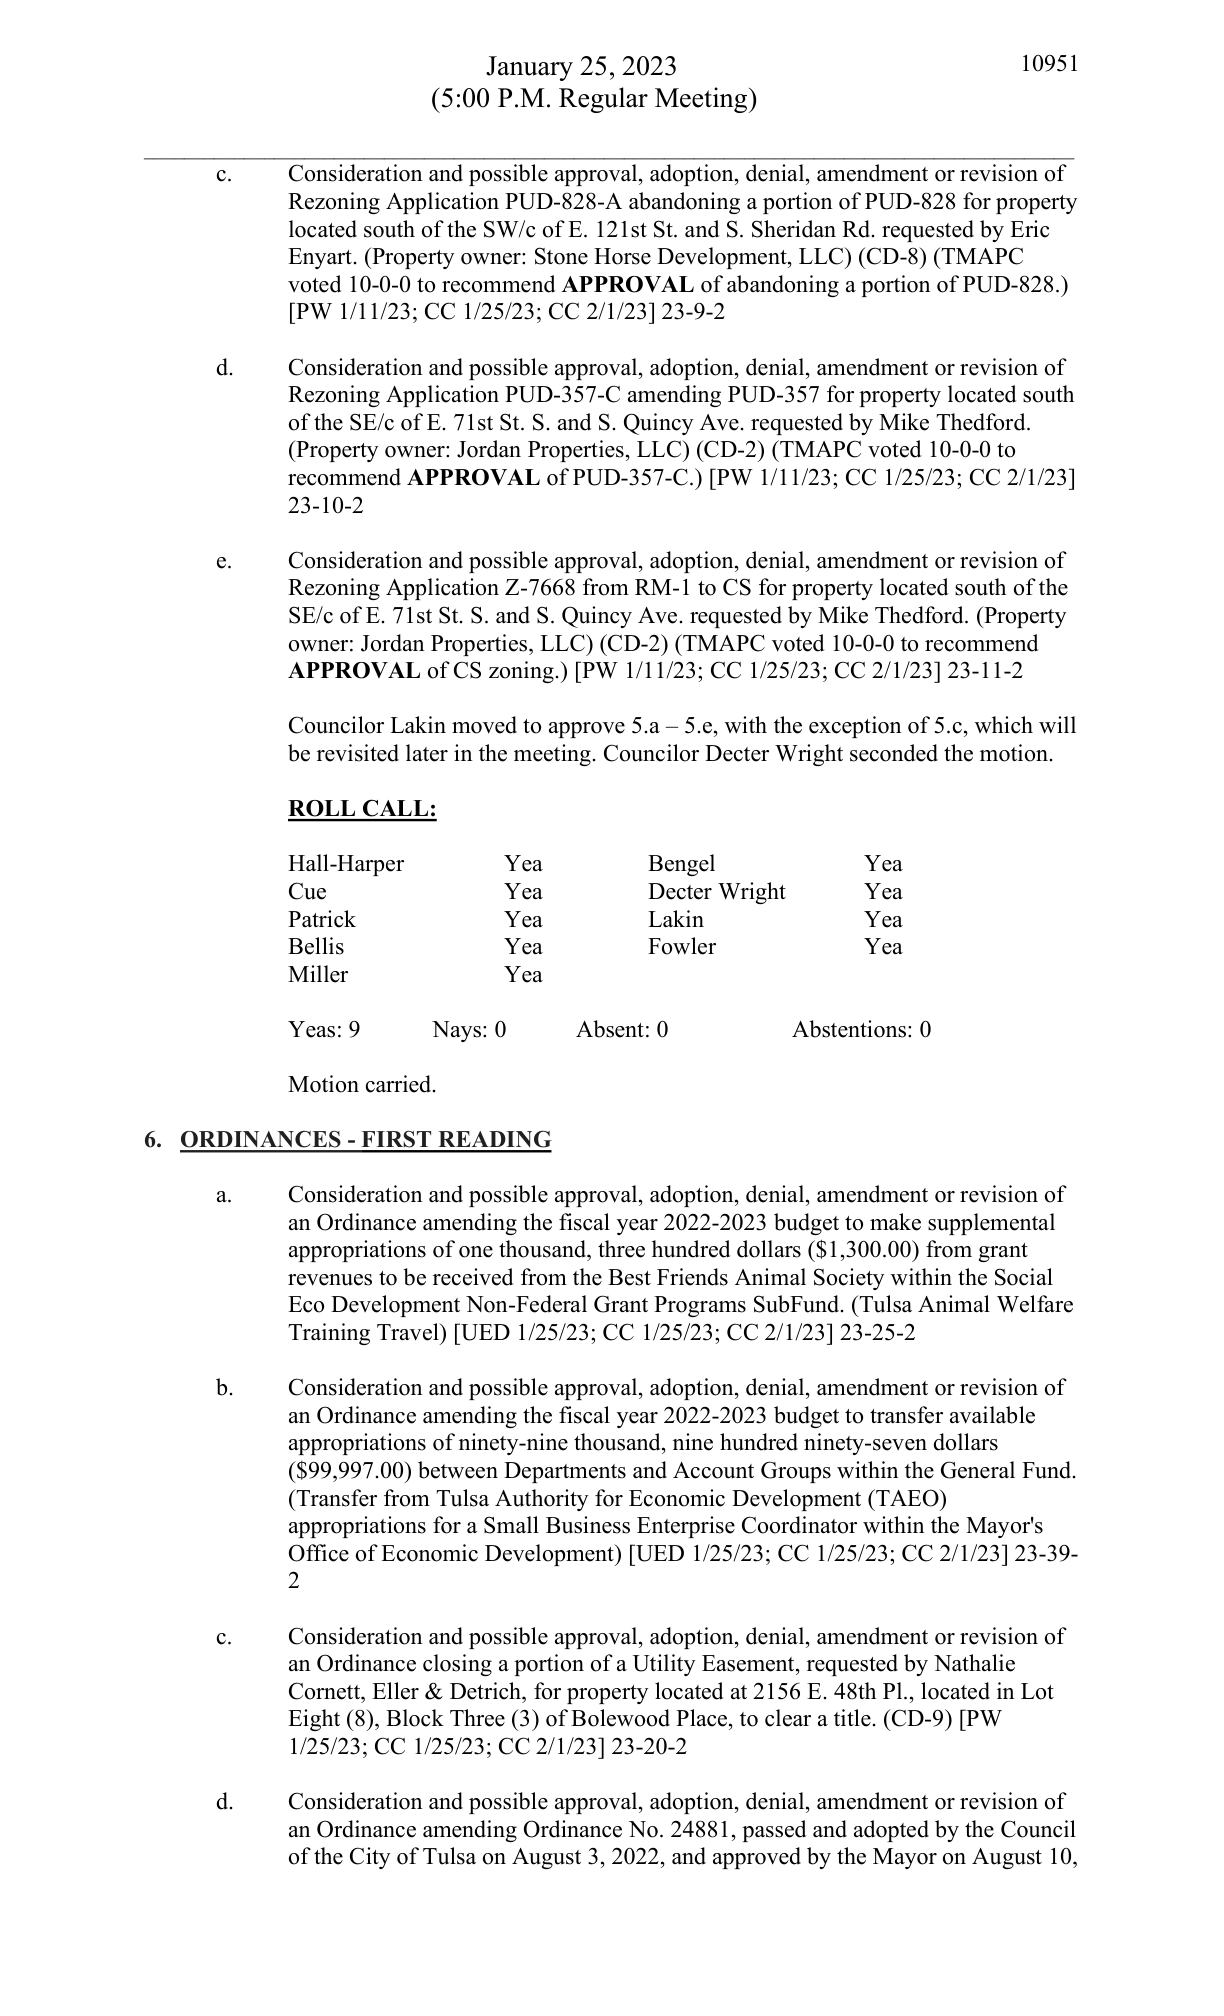 January 25, 2023
10951
(5:00 P.M. Regular Meeting)
c. Consideration and possible approval, adoption, denial, amendment or revision of
Rezoning Application PUD-828-A abandoning a portion of PUD-828 for property
located south of the SW/c of E. 121st St. and S. Sheridan Rd. requested by Eric
Enyart. (Property owner: Stone Horse Development, LLC) (CD-8) (TMAPC
voted 10-0-0 to recommend APPROVAL of abandoning a portion of PUD-828.)
[PW 1/11/23; CC 1/25/23; CC 2/1/23] 23-9-2
d. Consideration and possible approval, adoption, denial, amendment or revision of
Rezoning Application PUD-357-C amending PUD-357 for property located south
of the SE/c of E. 71st St. S. and S. Quincy Ave. requested by Mike Thedford.
(Property owner: Jordan Properties, LLC) (CD-2) (TMAPC voted 10-0-0 to
recommend APPROVAL of PUD-357-C.) [PW 1/11/23; CC 1/25/23; CC 2/1/23]
23-10-2
e. Consideration and possible approval, adoption, denial, amendment or revision of
Rezoning Application Z-7668 from RM-1 to CS for property located south of the
SE/c of E. 71st St. S. and S. Quincy Ave. requested by Mike Thedford. (Property
owner: Jordan Properties, LLC) (CD-2) (TMAPC voted 10-0-0 to recommend
APPROVAL of CS zoning.) [PW 1/11/23; CC 1/25/23; CC 2/1/23] 23-11-2
Councilor Lakin moved to approve 5.a – 5.e, with the exception of 5.c, which will
be revisited later in the meeting. Councilor Decter Wright seconded the motion.
ROLL CALL:
Hall-Harper Yea Bengel Yea
Cue Yea Decter Wright Yea
Patrick Yea Lakin Yea
Bellis Yea Fowler Yea
Miller Yea
Yeas: 9 Nays: 0 Absent: 0 Abstentions: 0
Motion carried.
6. ORDINANCES - FIRST READING
a. Consideration and possible approval, adoption, denial, amendment or revision of
an Ordinance amending the fiscal year 2022-2023 budget to make supplemental
appropriations of one thousand, three hundred dollars ($1,300.00) from grant
revenues to be received from the Best Friends Animal Society within the Social
Eco Development Non-Federal Grant Programs SubFund. (Tulsa Animal Welfare
Training Travel) [UED 1/25/23; CC 1/25/23; CC 2/1/23] 23-25-2
b. Consideration and possible approval, adoption, denial, amendment or revision of
an Ordinance amending the fiscal year 2022-2023 budget to transfer available
appropriations of ninety-nine thousand, nine hundred ninety-seven dollars
($99,997.00) between Departments and Account Groups within the General Fund.
(Transfer from Tulsa Authority for Economic Development (TAEO)
appropriations for a Small Business Enterprise Coordinator within the Mayor's
Office of Economic Development) [UED 1/25/23; CC 1/25/23; CC 2/1/23] 23-39-
2
c. Consideration and possible approval, adoption, denial, amendment or revision of
an Ordinance closing a portion of a Utility Easement, requested by Nathalie
Cornett, Eller & Detrich, for property located at 2156 E. 48th Pl., located in Lot
Eight (8), Block Three (3) of Bolewood Place, to clear a title. (CD-9) [PW
1/25/23; CC 1/25/23; CC 2/1/23] 23-20-2
d. Consideration and possible approval, adoption, denial, amendment or revision of
an Ordinance amending Ordinance No. 24881, passed and adopted by the Council
of the City of Tulsa on August 3, 2022, and approved by the Mayor on August 10,